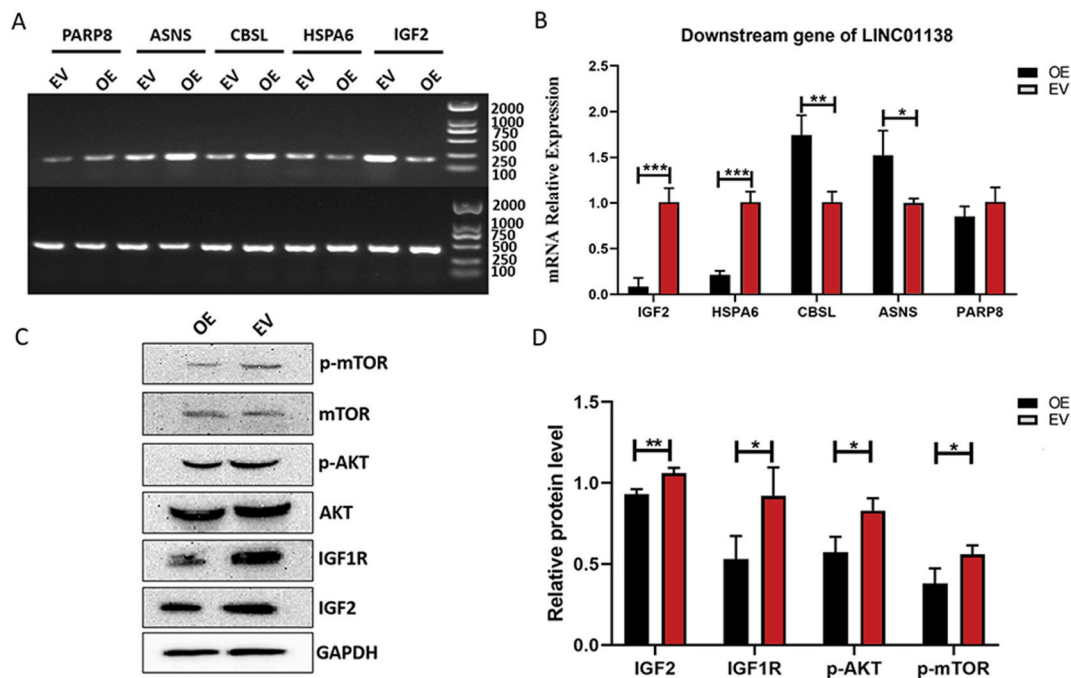 A
PARP8 ASNS CBSL HSPA6 IGF2
EV OE EV OE EV OE EV OE EV OE
2000
1000
750
500
250
100
2000
1000
750
500
250
100
B
Downstream gene of LINC01138
mRNA Relative Expression
2.5
2.0
1.5
1.0
0.5
0.0
*** *** ** *
IGF2 HSPA6 CBSL ASNS PARP8
OE
EV
C
OE EV
p-mTOR
mTOR
p-AKT
AKT
IGF1R
IGF2
GAPDH
D
Relative protein level
1.5
1.0
0.5
0.0
** * * *
IGF2 IGF1R p-AKT p-mTOR
OE
EV